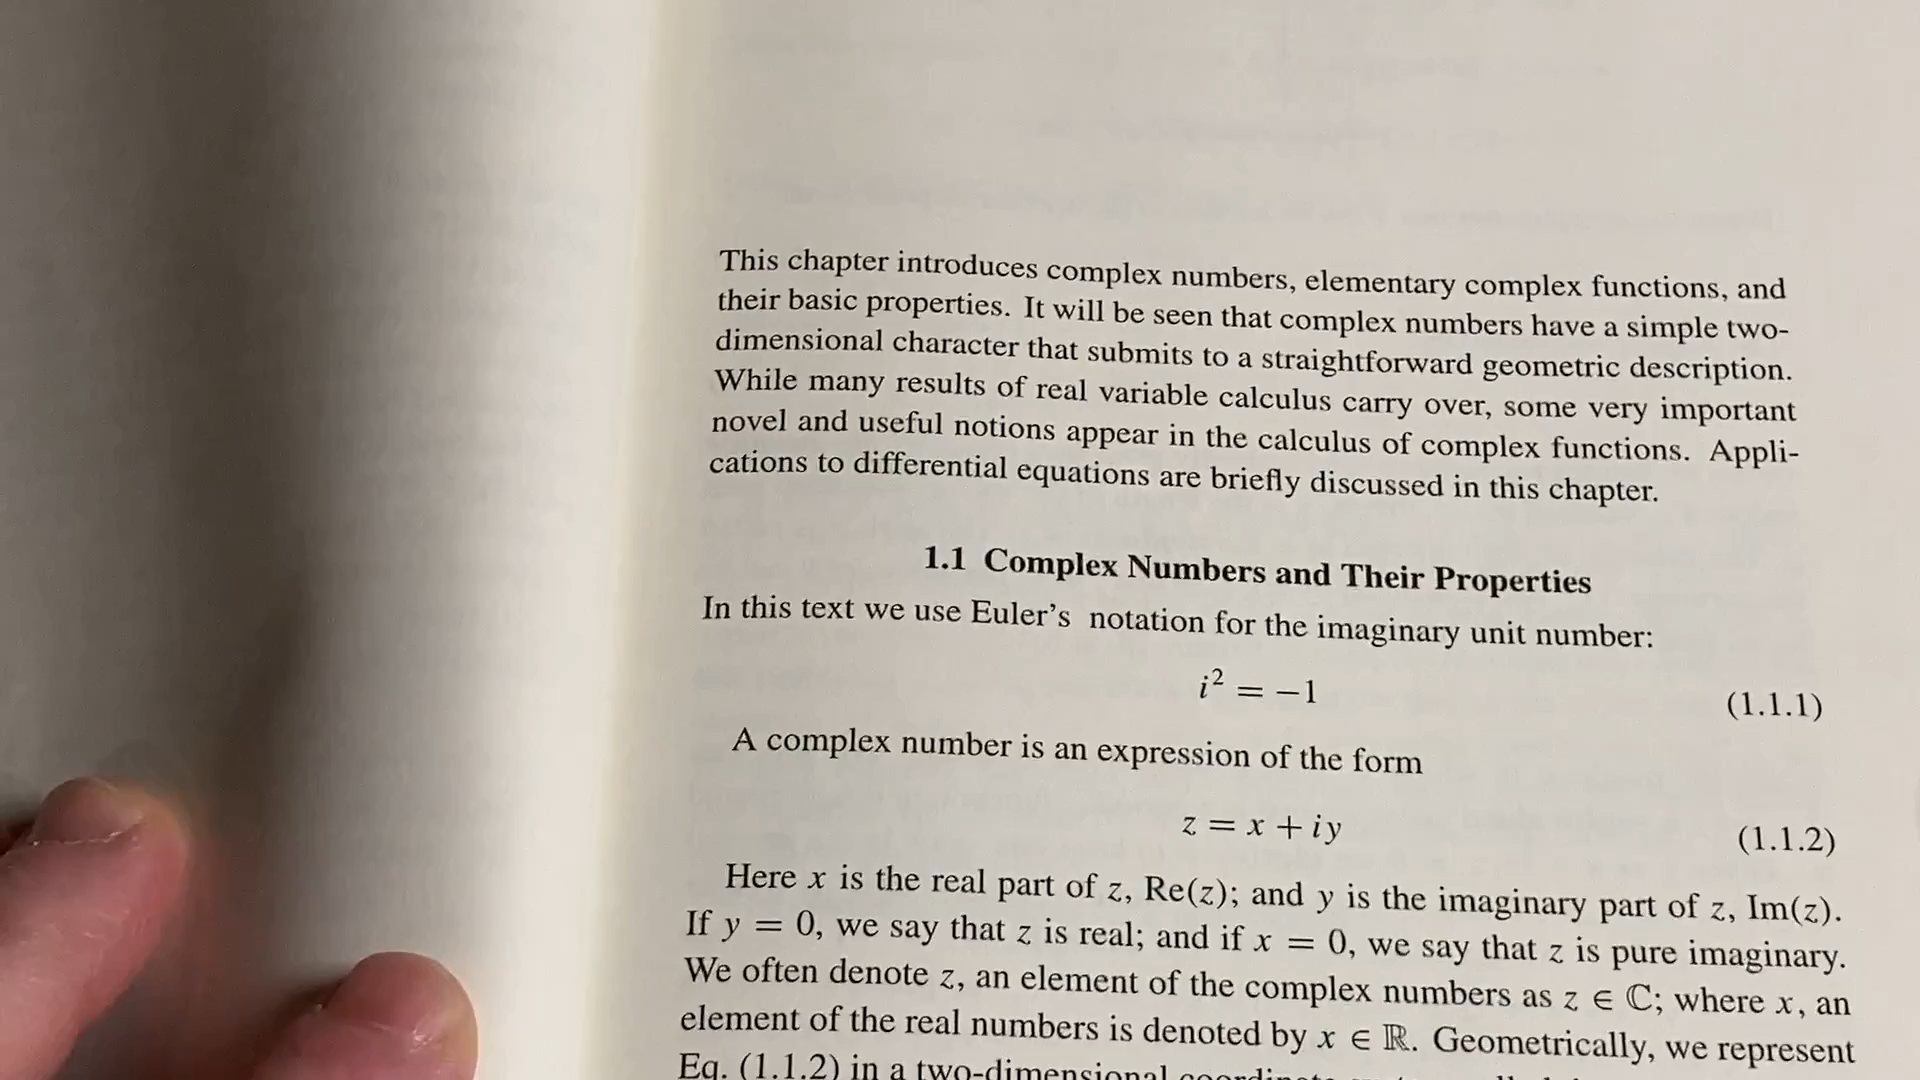 This chapter introduces complex numbers, elementary complex functions, and
their basic properties. It will be seen that complex numbers have a simple two-
dimensional character that submits to a straightforward geometric description.
While many results of real variable calculus carry over, some very important
novel and useful notions appear in the calculus of complex functions. Appli-
cations to differential equations are briefly discussed in this chapter.
1.1 Complex Numbers and Their Properties
In this text we use Euler's notation for the imaginary unit number:
i² = −1 (1.1.1)
A complex number is an expression of the form
z = x + iy (1.1.2)
Here x is the real part of z, Re(z); and y is the imaginary part of z, Im(z).
If y = 0, we say that z is real; and if x = 0, we say that z is pure imaginary.
We often denote z, an element of the complex numbers as z ∈ ℂ; where x, an
element of the real numbers is denoted by x ∈ ℝ. Geometrically, we represent
Eq. (1.1.2) in a two-dimensional